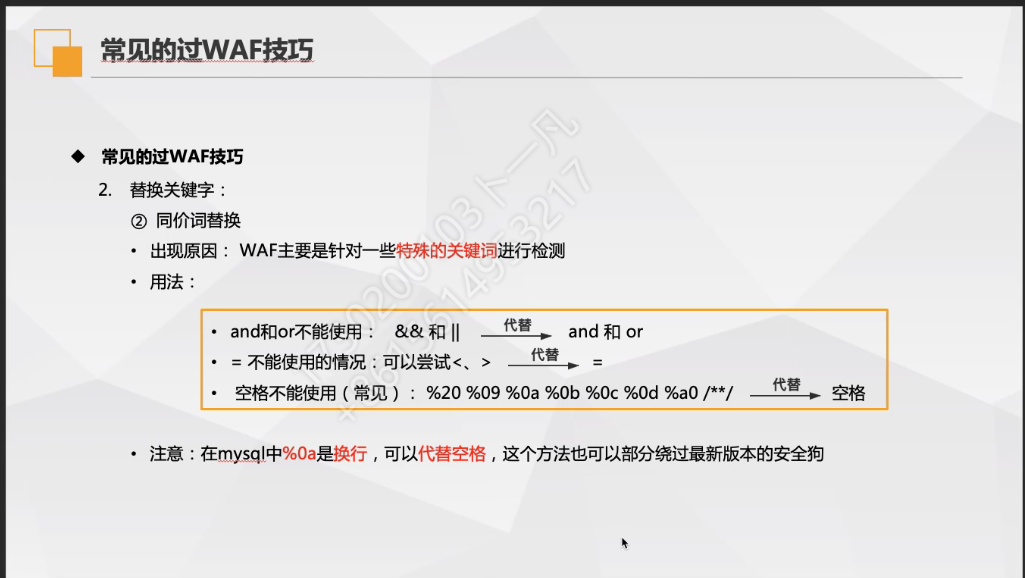 常见的过WAF技巧
◆ 常见的过WAF技巧
2. 替换关键字：
② 同价词替换
• 出现原因： WAF主要是针对一些特殊的关键词进行检测
• 用法：
• and和or不能使用： && 和 || 代替 and 和 or
• = 不能使用的情况：可以尝试<、> 代替 =
• 空格不能使用（常见）： %20 %09 %0a %0b %0c %0d %a0 /**/ 代替 空格
• 注意：在mysql中%0a是换行，可以代替空格，这个方法也可以部分绕过最新版本的安全狗